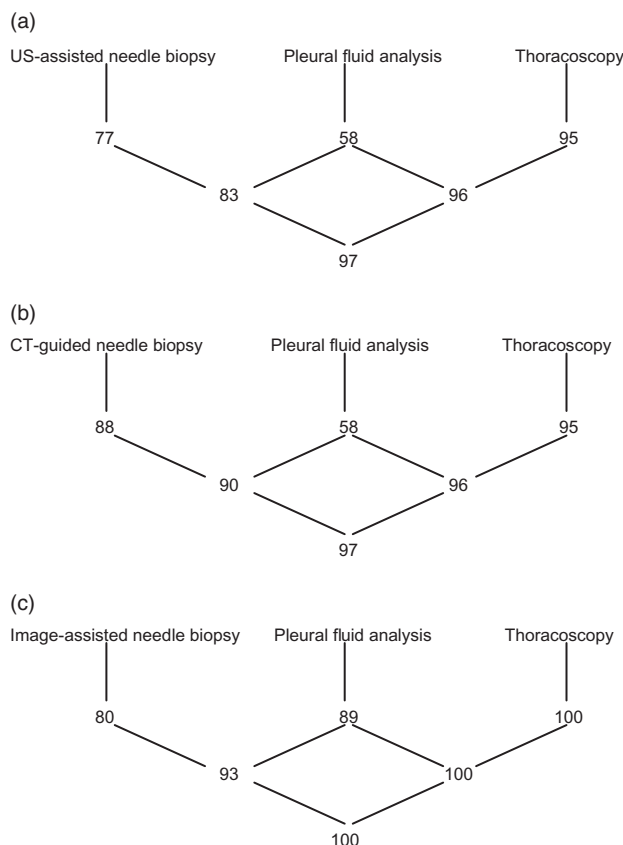 (a)
US-assisted needle biopsy Pleural fluid analysis Thoracoscopy
77 58 95
83 96
97
(b)
CT-guided needle biopsy Pleural fluid analysis Thoracoscopy
88 58 95
90 96
97
(c)
Image-assisted needle biopsy Pleural fluid analysis Thoracoscopy
80 89 100
93 100
100